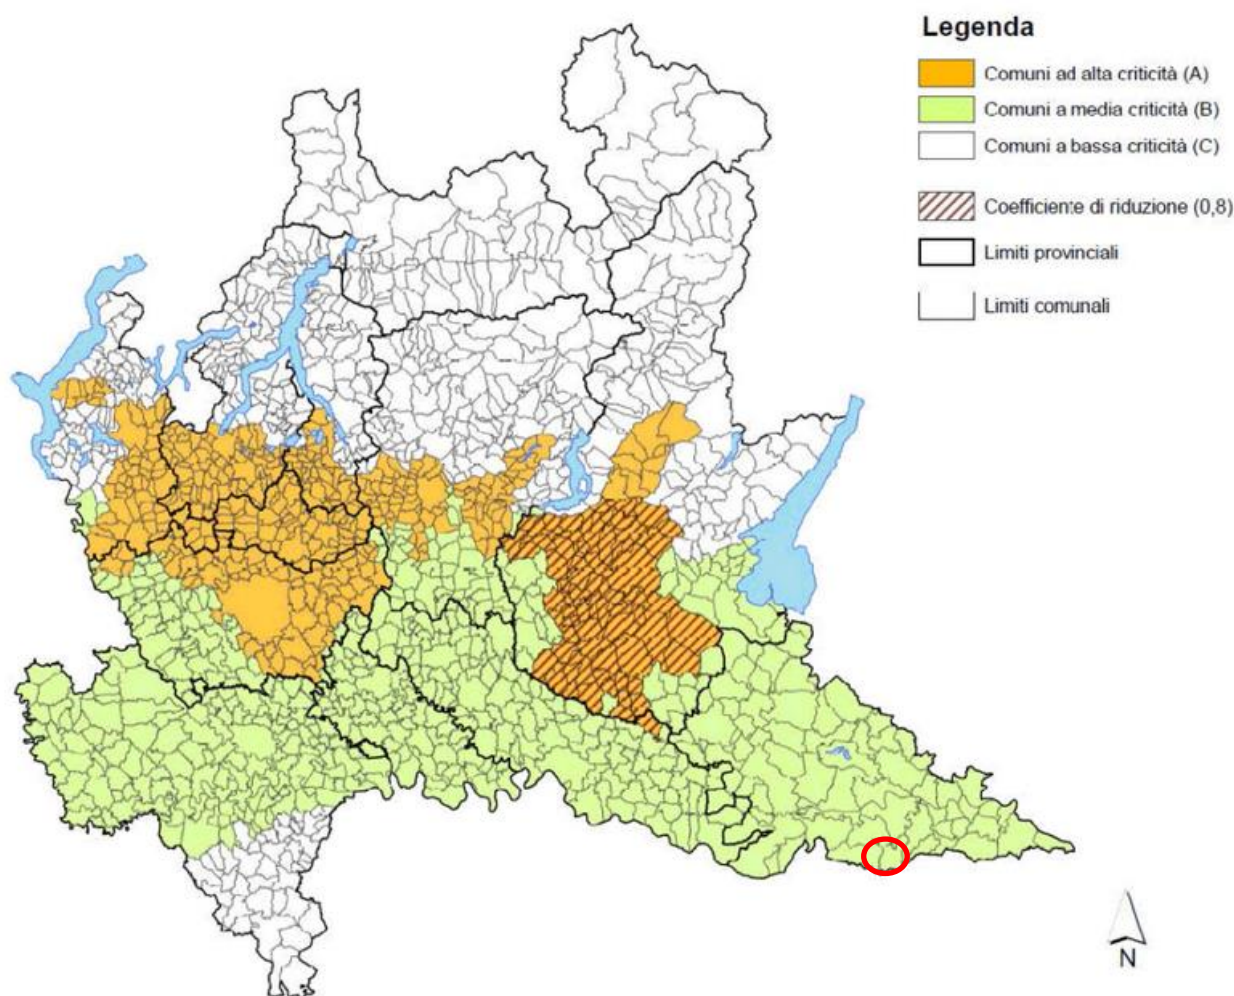 Legenda
Comuni ad alta criticità (A)
Comuni a media criticità (B)
Comuni a bassa criticità (C)
Coefficiente di riduzione (0,8)
Limiti provinciali
Limiti comunali
N